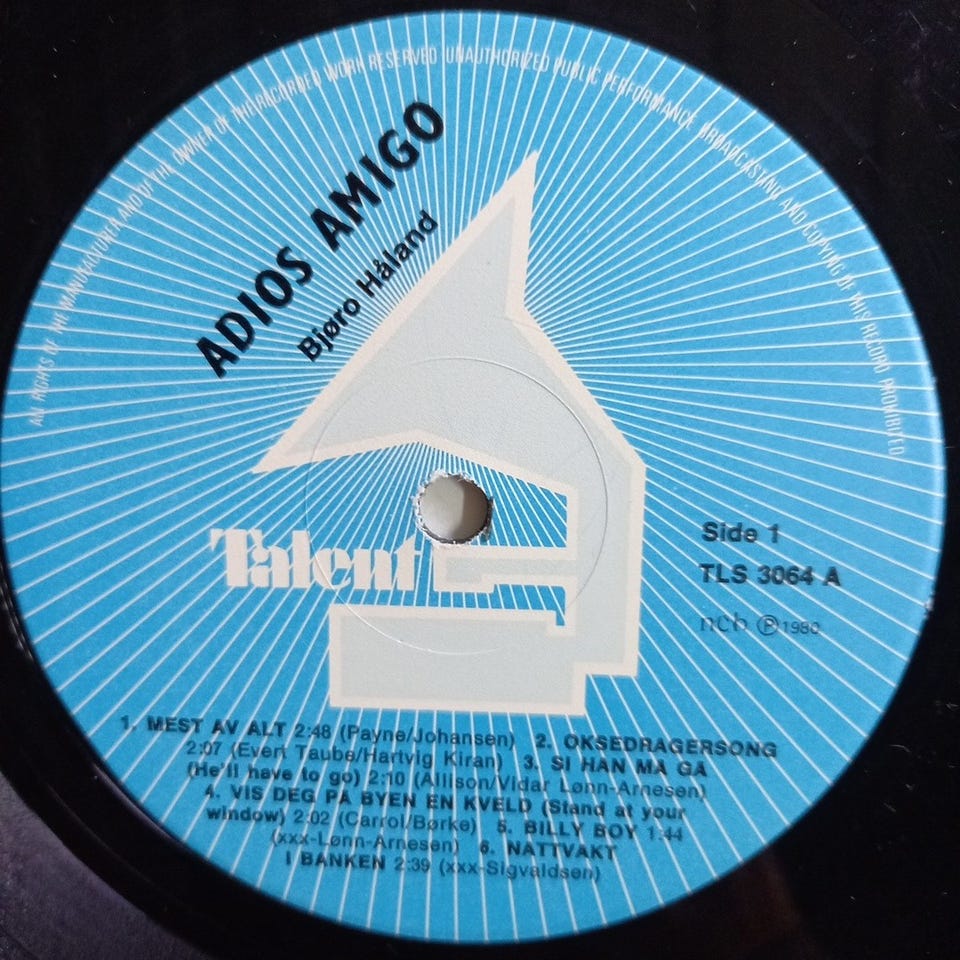 AII RIGHTS OF THE MANUFACTURER AND OF THE OWNER OF THE RECORDED WORK RESERVED UNAUTHORIZED PUBLIC PERFORMANCE BROADCASTING AND COPYING OF THIS RECORD PROHIBITED
ADIOS AMIGO
Bjøro Håland
Talent
Side 1
TLS 3064 A
ncb ℗ 1980
1. MEST AV ALT 2:48 (Payne/Johansen) 2. OKSEDRAGERSONG
2:07 (Evert Taube/Hartvig Kiran) 3. SI HAN MA GA
(He'll have to go) 2:10 (Allison/Vidar Lønn-Arnesen)
4. VIS DEG PA BYEN EN KVELD (Stand at your
window) 2:02 (Carrol/Børke) 5. BILLY BOY 1:44
(xxx-Lønn-Arnesen) 6. NATTVAKT
I BANKEN 2:39 (xxx-Sigvaldsen)